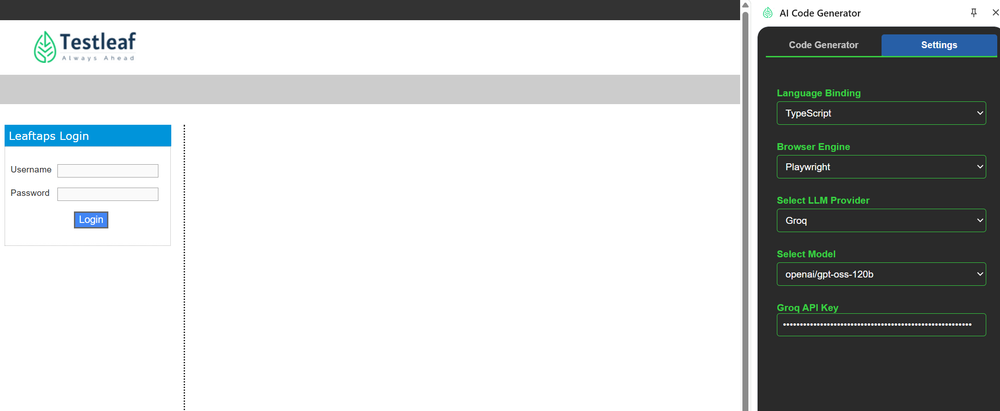 Testleaf
Always Ahead
Leaftaps Login
Username
Password
Login
AI Code Generator
Code Generator
Settings
Language Binding
TypeScript
Browser Engine
Playwright
Select LLM Provider
Groq
Select Model
openai/gpt-oss-120b
Groq API Key